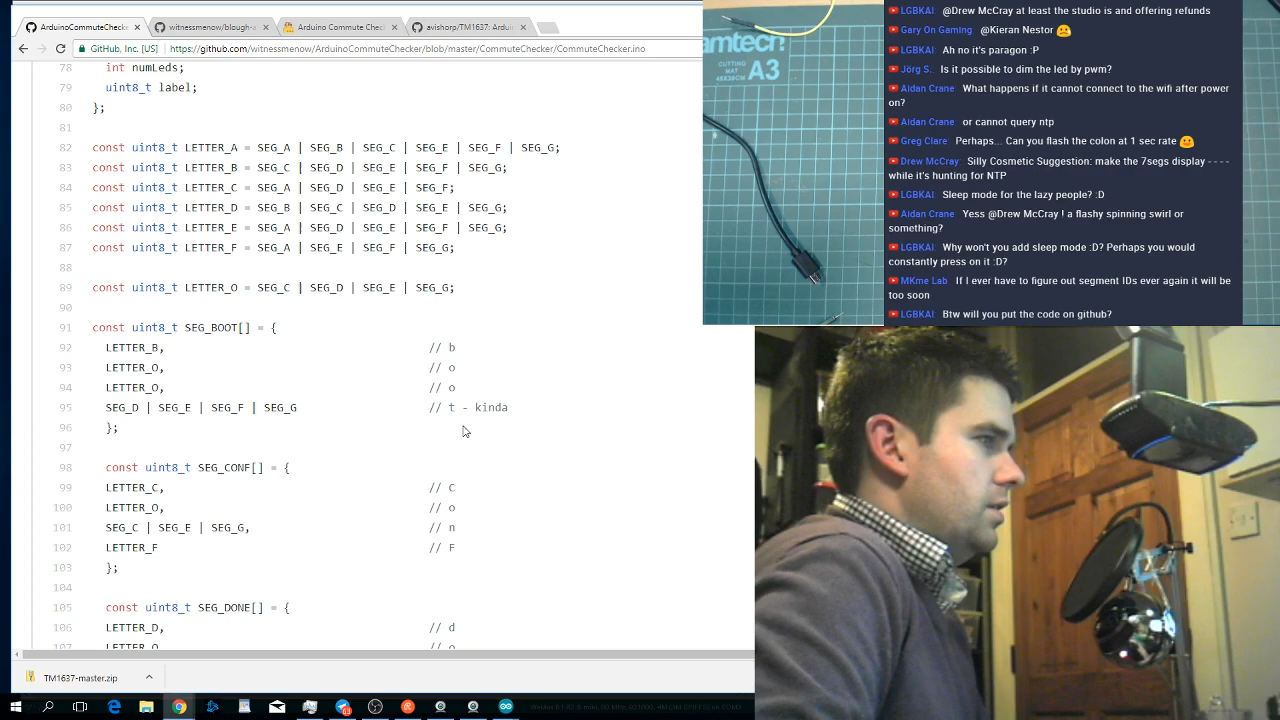 ArduinoCommuteChecker/
witnessmenow/blough-a
Arduino Commute Check
avishorp/TM1637: Ardui
GitHub, Inc. [US]
https://github.com/witnessmenow/ArduinoCommuteChecker/blob/master/CommuteChecker/CommuteChecker.ino
78 int numLeds;
79 uint8_t label;
80 };
81
82 const uint8_t LETTER_A = SEG_A | SEG_B | SEG_C | SEG_E | SEG_F | SEG_G;
83 const uint8_t LETTER_B = SEG_C | SEG_D | SEG_E | SEG_F | SEG_G;
84 const uint8_t LETTER_C = SEG_A | SEG_D | SEG_E | SEG_F;
85 const uint8_t LETTER_D = SEG_B | SEG_C | SEG_D | SEG_E | SEG_G;
86 const uint8_t LETTER_E = SEG_A | SEG_D | SEG_E | SEG_F | SEG_G;
87 const uint8_t LETTER_F = SEG_A | SEG_E | SEG_F | SEG_G;
88
89 const uint8_t LETTER_O = SEG_C | SEG_D | SEG_E | SEG_G;
90
91 const uint8_t SEG_BOOT[] = {
92 LETTER_B, // b
93 LETTER_O, // o
94 LETTER_O, // o
95 SEG_D | SEG_E | SEG_F | SEG_G // t - kinda
96 };
97
98 const uint8_t SEG_CONF[] = {
99 LETTER_C, // C
100 LETTER_O, // o
101 SEG_C | SEG_E | SEG_G, // n
102 LETTER_F // F
103 };
104
105 const uint8_t SEG_DONE[] = {
106 LETTER_D, // d
107 LETTER_O, // o
TM1637-master.zip
amtech
CUTTING
MAT
A3
LGBKAI: @Drew McCray at least the studio is and offering refunds
Gary On Gaming @Kieran Nestor
LGBKAI: Ah no it's paragon :P
Jörg S.. Is it possible to dim the led by pwm?
Aidan Crane What happens if it cannot connect to the wifi after power
on?
Aidan Crane or cannot query ntp
Greg Clare: Perhaps... Can you flash the colon at 1 sec rate
Drew McCray: Silly Cosmetic Suggestion: make the 7segs display ----
while it's hunting for NTP
LGBKAI: Sleep mode for the lazy people? :D
Aidan Crane Yess @Drew McCray ! a flashy spinning swirl or
something?
LGBKAI: Why won't you add sleep mode :D? Perhaps you would
constantly press on it :D?
MKme Lab If I ever have to figure out segment IDs ever again it will be
too soon
LGBKAI: Btw will you put the code on github?